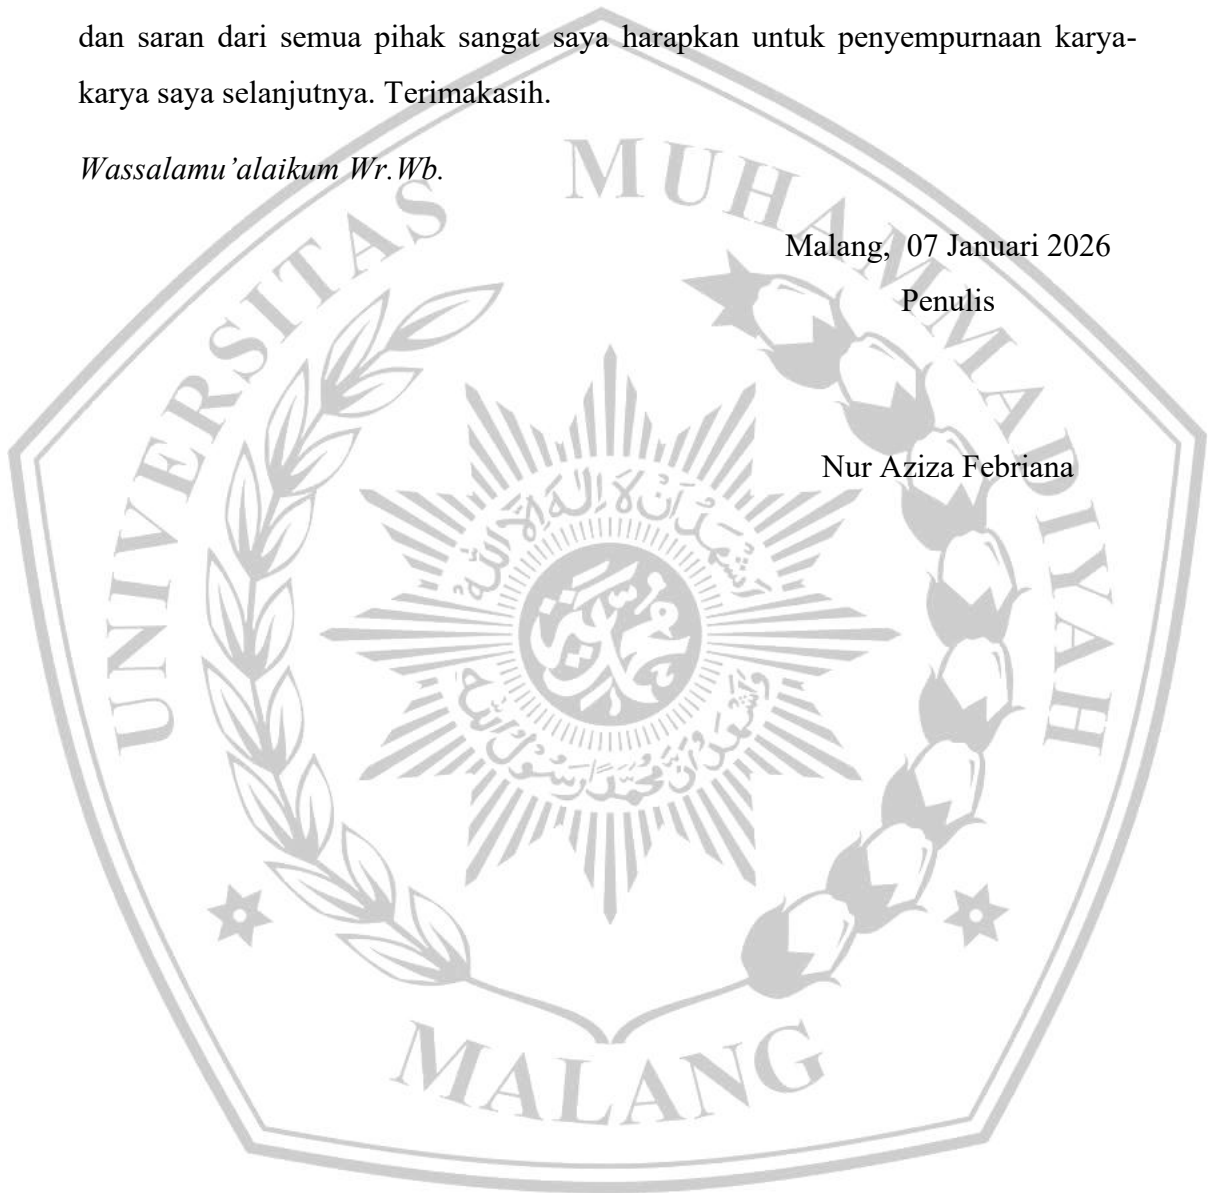 dan saran dari semua pihak sangat saya harapkan untuk penyempurnaan karya-
karya saya selanjutnya. Terimakasih.
Wassalamu’alaikum Wr.Wb.
Malang, 07 Januari 2026
Penulis
Nur Aziza Febriana
UNIVERSITAS MUHAMMADIYAH
MALANG